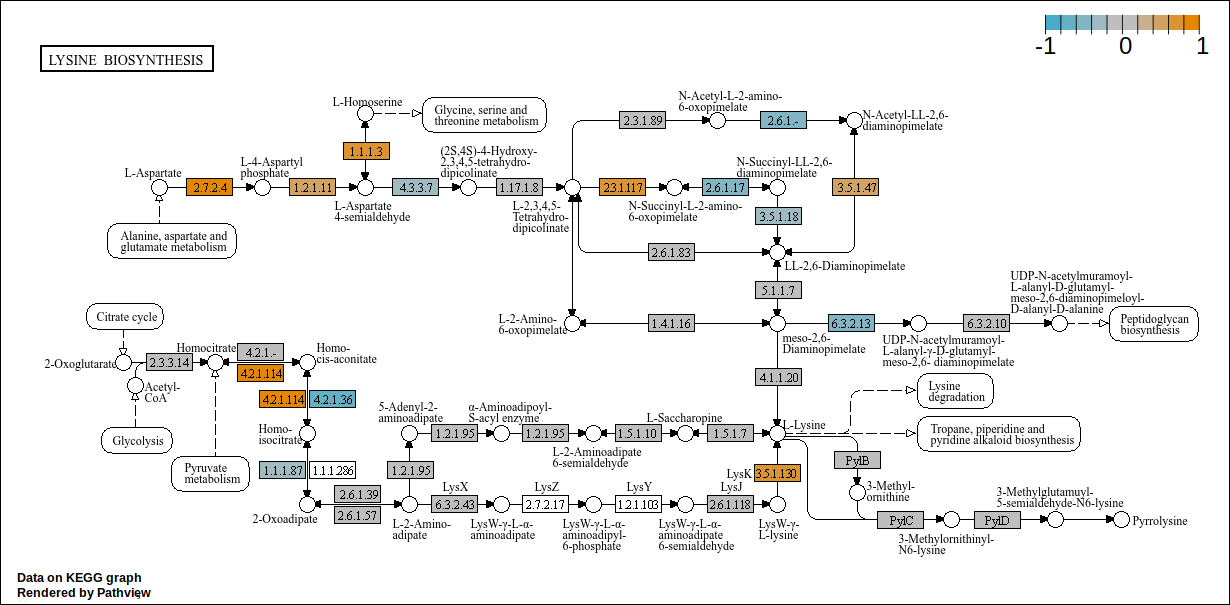 -1 0 1
LYSINE BIOSYNTHESIS
L-Homoserine
Glycine, serine and
threonine metabolism
N-Acetyl-L-2-amino-
6-oxopimelate
2.3.1.89
2.6.1.-
N-Acetyl-LL-2,6-
diaminopimelate
1.1.1.3
(2S,4S)-4-Hydroxy-
2,3,4,5-tetrahydro-
dipicolinate
L-Aspartate
L-4-Aspartyl
phosphate
N-Succinyl-LL-2,6-
diaminopimelate
2.7.2.4
1.2.1.11
4.3.3.7
1.17.1.8
2.3.1.117
2.6.1.17
3.5.1.47
L-Aspartate
4-semialdehyde
L-2,3,4,5-
Tetrahydro-
dipicolinate
N-Succinyl-L-2-amino-
6-oxopimelate
3.5.1.18
Alanine, aspartate and
glutamate metabolism
2.6.1.83
LL-2,6-Diaminopimelate
5.1.1.7
UDP-N-acetylmuramoyl-
L-alanyl-D-glutamyl-
meso-2,6-diaminopimeloyl-
D-alanyl-D-alanine
Citrate cycle
L-2-Amino-
6-oxopimelate
1.4.1.16
6.3.2.13
6.3.2.10
Peptidoglycan
biosynthesis
meso-2,6-
Diaminopimelate
UDP-N-acetylmuramoyl-
L-alanyl-γ-D-glutamyl-
meso-2,6- diaminopimelate
2-Oxoglutarate
2.3.3.14
Homocitrate
4.2.1.-
4.2.1.114
Homo-
cis-aconitate
4.1.1.20
Acetyl-
CoA
4.2.1.114
4.2.1.36
Lysine
degradation
5-Adenyl-2-
aminoadipate
α-Aminoadipoyl-
S-acyl enzyme
L-Saccharopine
L-Lysine
Glycolysis
Homo-
isocitrate
1.2.1.95
1.2.1.95
1.5.1.10
1.5.1.7
Tropane, piperidine and
pyridine alkaloid biosynthesis
L-2-Aminoadipate
6-semialdehyde
PylB
Pyruvate
metabolism
1.1.1.87
1.1.1.286
1.2.1.95
LysK
3.5.1.130
LysX
LysZ
LysY
LysJ
3-Methyl-
ornithine
2.6.1.39
2.6.1.57
6.3.2.43
2.7.2.17
1.2.1.103
2.6.1.118
3-Methylglutamuyl-
5-semialdehyde-N6-lysine
2-Oxoadipate
L-2-Amino-
adipate
LysW-γ-L-α-
aminoadipate
LysW-γ-L-α-
aminoadipyl-
6-phosphate
LysW-γ-L-α-
aminoadipate
6-semialdehyde
LysW-γ-
L-lysine
PylC
PylD
Pyrrolysine
3-Methylornithinyl-
N6-lysine
Data on KEGG graph
Rendered by Pathview